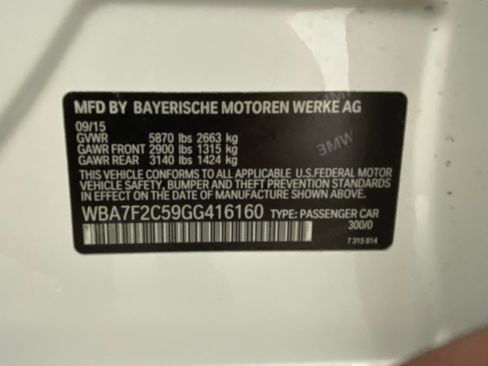 MFD BY BAYERISCHE MOTOREN WERKE AG
09/15
GVWR 5870 lbs 2663 kg
GAWR FRONT 2900 lbs 1315 kg
GAWR REAR 3140 lbs 1424 kg
BMW
THIS VEHICLE CONFORMS TO ALL APPLICABLE U.S.FEDERAL MOTOR
VEHICLE SAFETY, BUMPER, AND THEFT PREVENTION STANDARDS
IN EFFECT ON THE DATE OF MANUFACTURE SHOWN ABOVE.
WBA7F2C59GG416160 TYPE: PASSENGER CAR
300/0
7 315 814